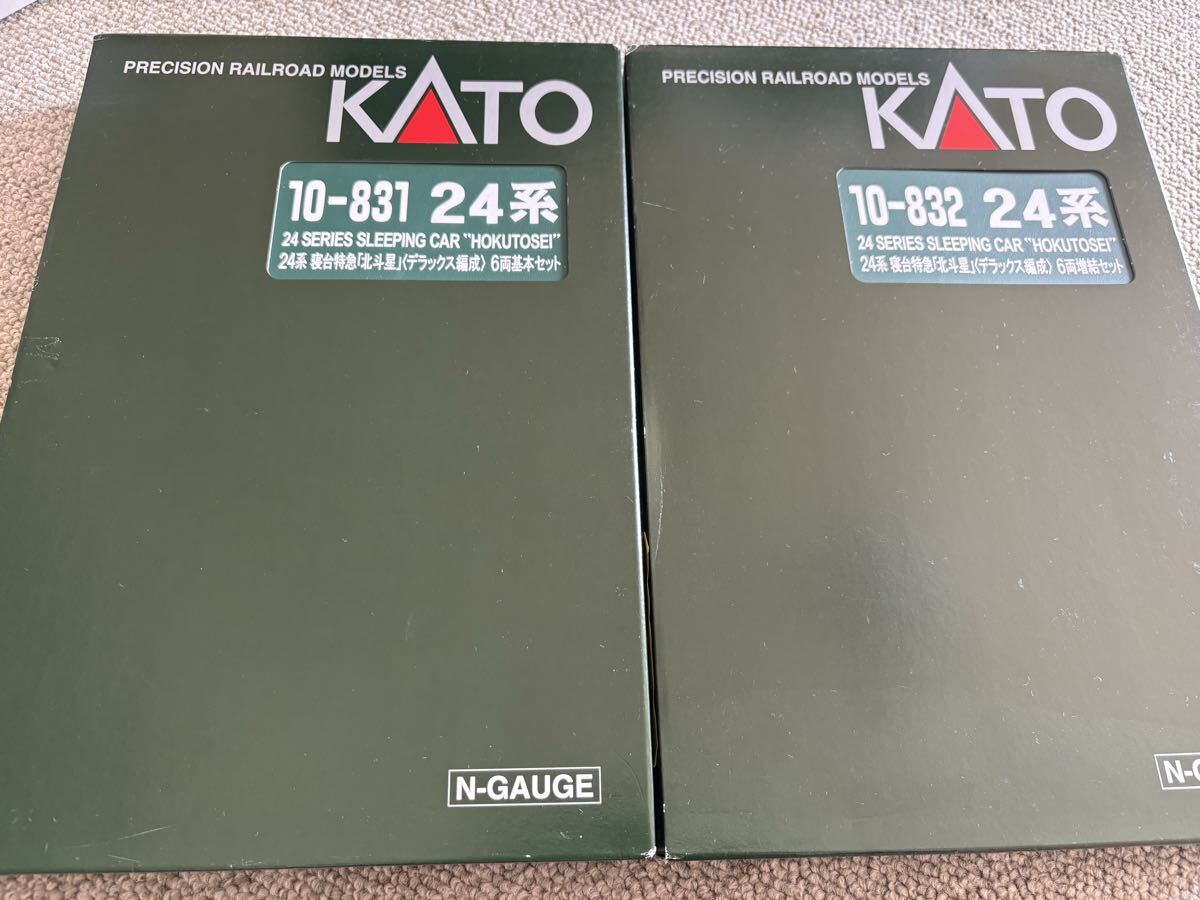 PRECISION RAILROAD MODELS
KATO
10-831 24系
24 SERIES SLEEPING CAR "HOKUTOSEI"
24系 寝台特急「北斗星」〈デラックス編成〉 6両基本セット
N-GAUGE
PRECISION RAILROAD MODELS
KATO
10-832 24系
24 SERIES SLEEPING CAR "HOKUTOSEI"
24系 寝台特急「北斗星」〈デラックス編成〉 6両増結セット
N-G